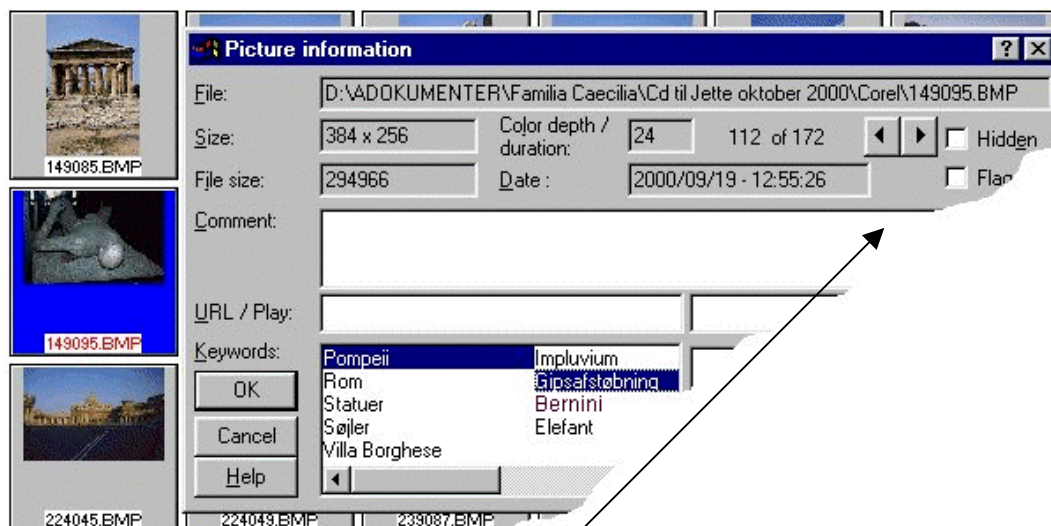 Picture information
File: D:\ADOKUMENTER\Familia Caecilia\Cd til Jette oktober 2000\Corel\149095.BMP
Size: 384 x 256 Color depth / duration: 24 112 of 172 Hidden
File size: 294966 Date : 2000/09/19 - 12:55:26 Flag
Comment:
URL / Play:
Keywords:
Pompeii Impluvium
Rom Gipsafstøbning
Statuer Bernini
Søjler Elefant
Villa Borghese
OK
Cancel
Help
149085.BMP
149095.BMP
224045.BMP 224049.BMP 239087.BMP